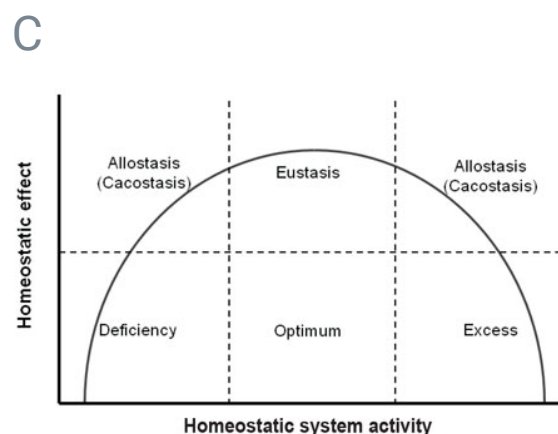 C
Allostasis
(Cacostasis)
Eustasis
Allostasis
(Cacostasis)
Homeostatic effect
Deficiency
Optimum
Excess
Homeostatic system activity